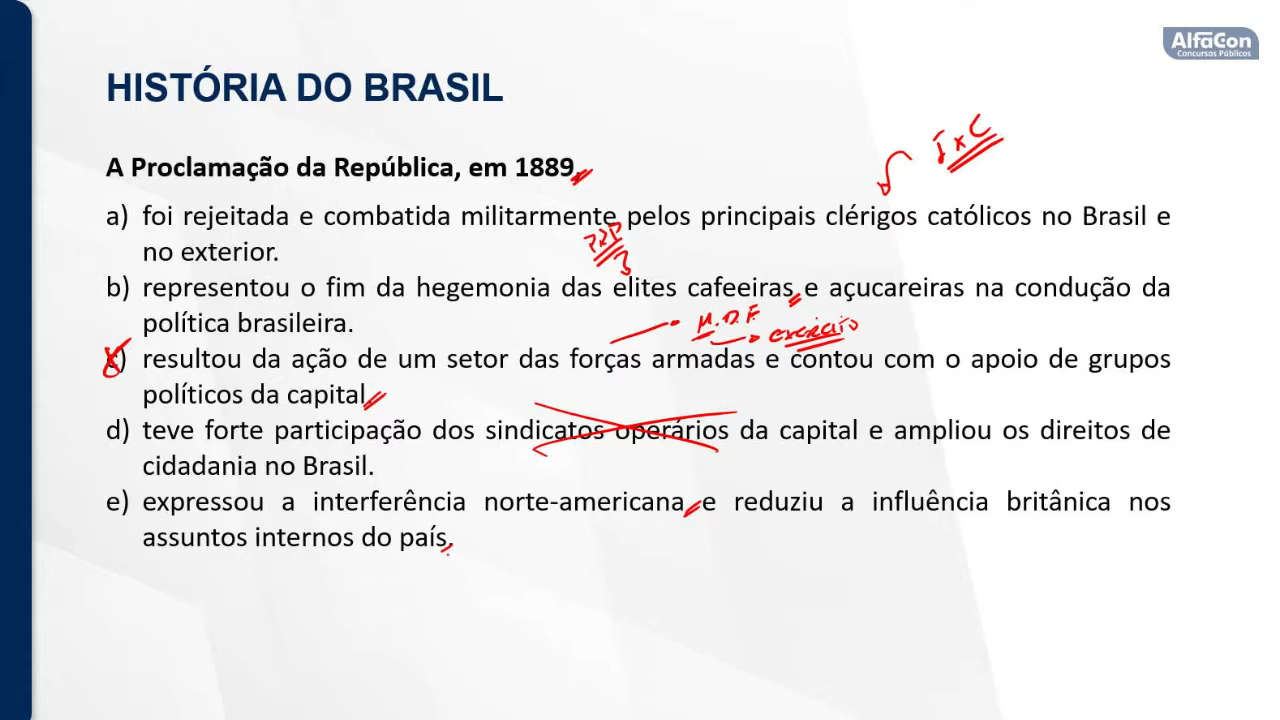 AlfaCon
Concursos Públicos
HISTÓRIA DO BRASIL
I x C
A Proclamação da República, em 1889,
a) foi rejeitada e combatida militarmente pelos principais clérigos católicos no Brasil e
no exterior.
PRP
b) representou o fim da hegemonia das elites cafeeiras e açucareiras na condução da
política brasileira.
M.D.F.
exército
c) resultou da ação de um setor das forças armadas e contou com o apoio de grupos
políticos da capital.
d) teve forte participação dos sindicatos operários da capital e ampliou os direitos de
cidadania no Brasil.
e) expressou a interferência norte-americana e reduziu a influência britânica nos
assuntos internos do país.